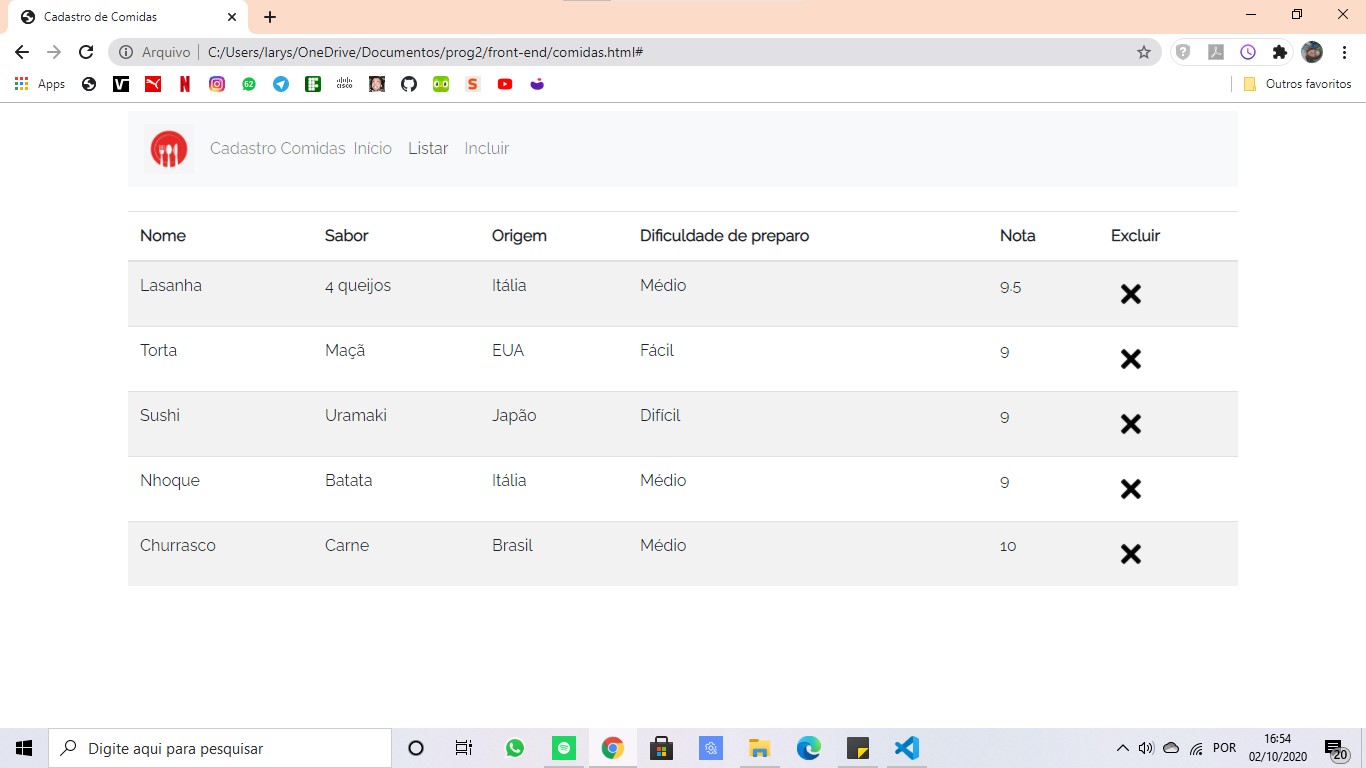 Cadastro de Comidas
Arquivo | C:/Users/larys/OneDrive/Documentos/prog2/front-end/comidas.html#
Apps 62 cisco S Outros favoritos
Cadastro Comidas Início Listar Incluir
Nome Sabor Origem Dificuldade de preparo Nota Excluir
Lasanha 4 queijos Itália Médio 9.5
Torta Maçã EUA Fácil 9
Sushi Uramaki Japão Difícil 9
Nhoque Batata Itália Médio 9
Churrasco Carne Brasil Médio 10
Digite aqui para pesquisar POR 16:54
02/10/2020 20